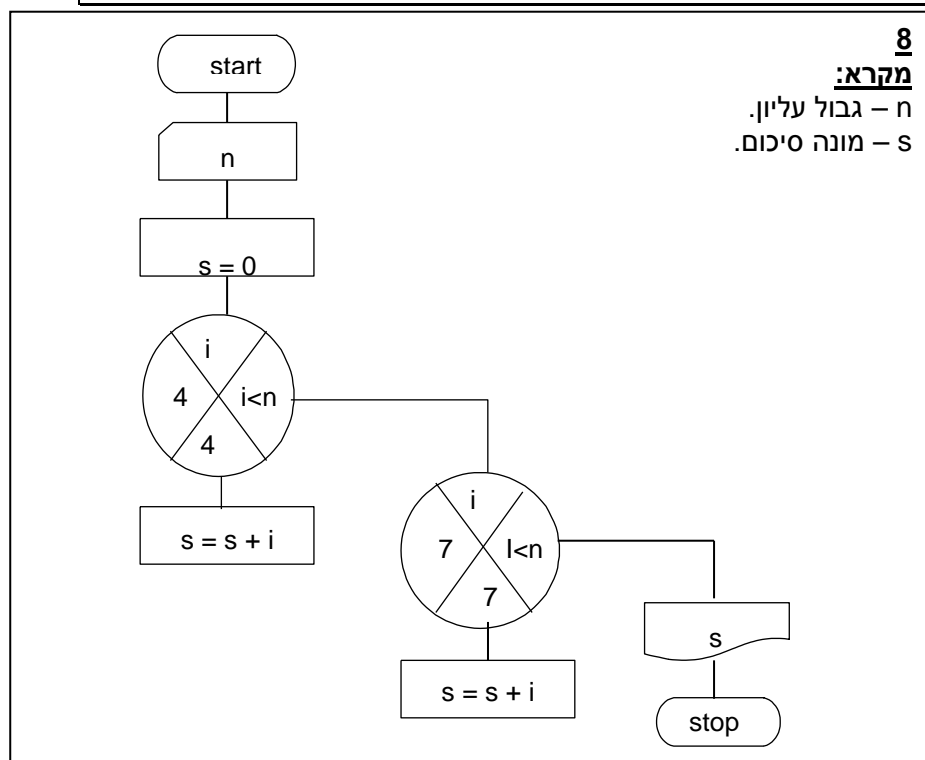 8
מקרא:
n – גבול עליון.
s – מונה סיכום.
start
n
s = 0
i
4
i<n
4
s = s + i
i
7
I<n
7
s = s + i
s
stop